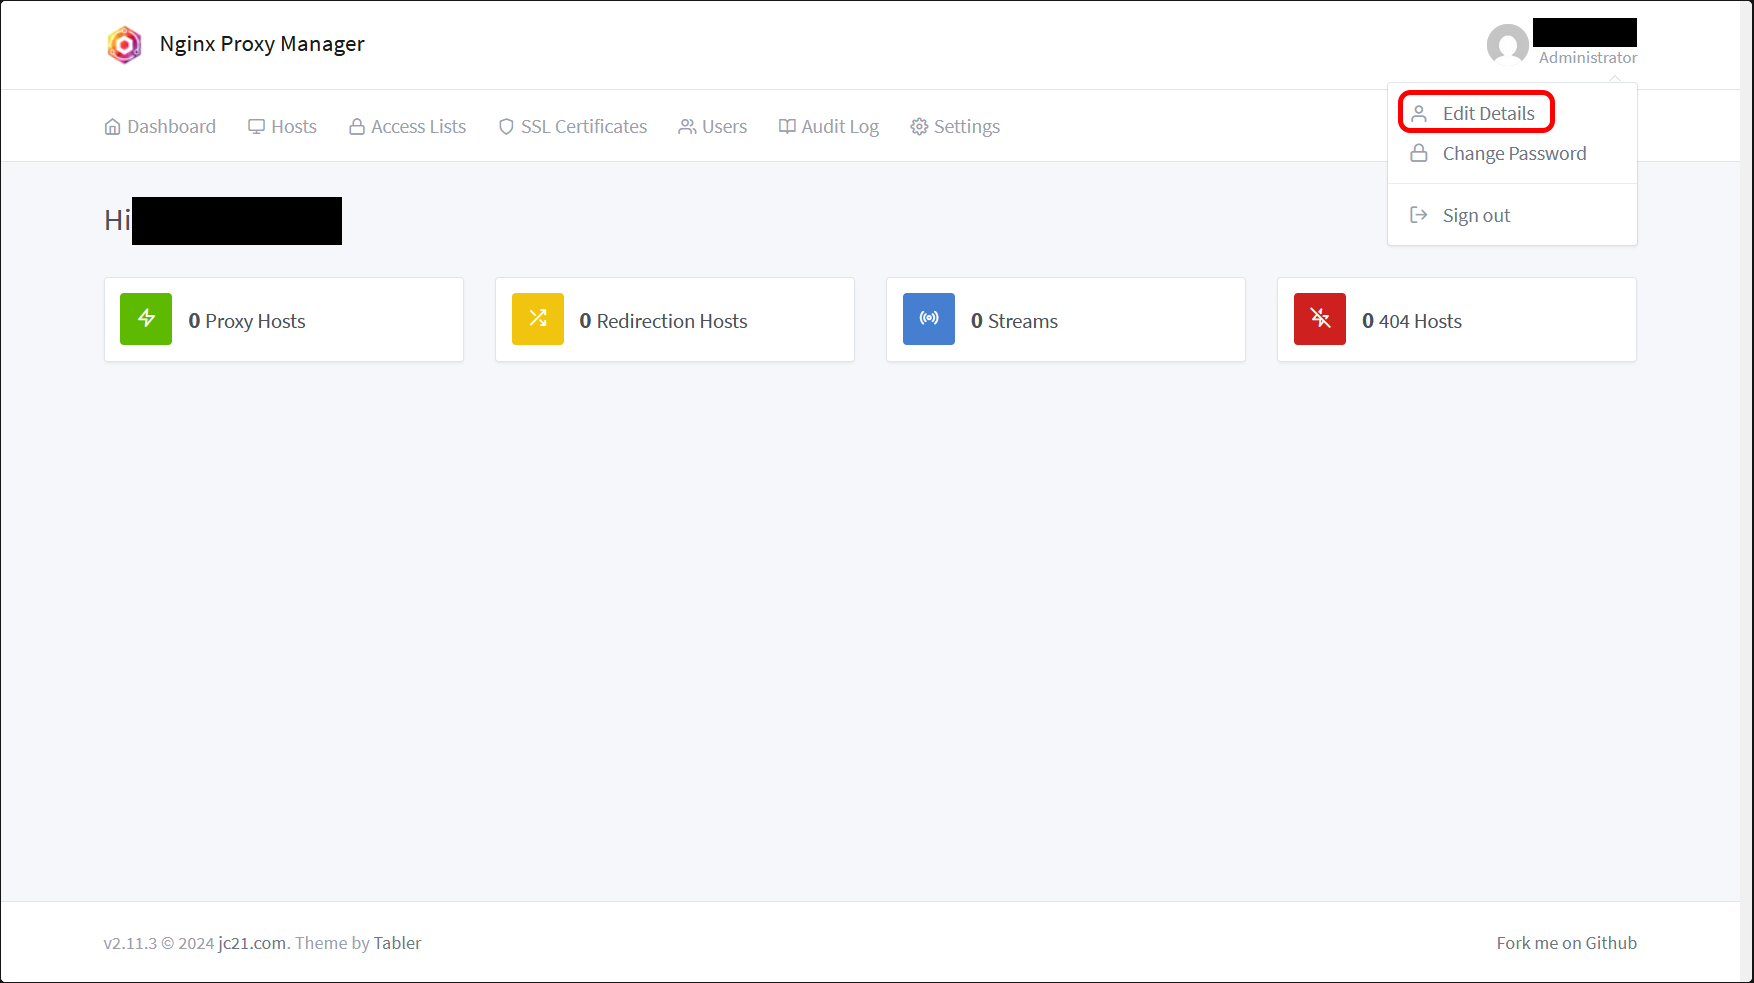 Nginx Proxy Manager
Administrator
Dashboard Hosts Access Lists SSL Certificates Users Audit Log Settings
Edit Details
Change Password
Sign out
Hi
0 Proxy Hosts
0 Redirection Hosts
0 Streams
0 404 Hosts
v2.11.3 © 2024 jc21.com. Theme by Tabler
Fork me on Github